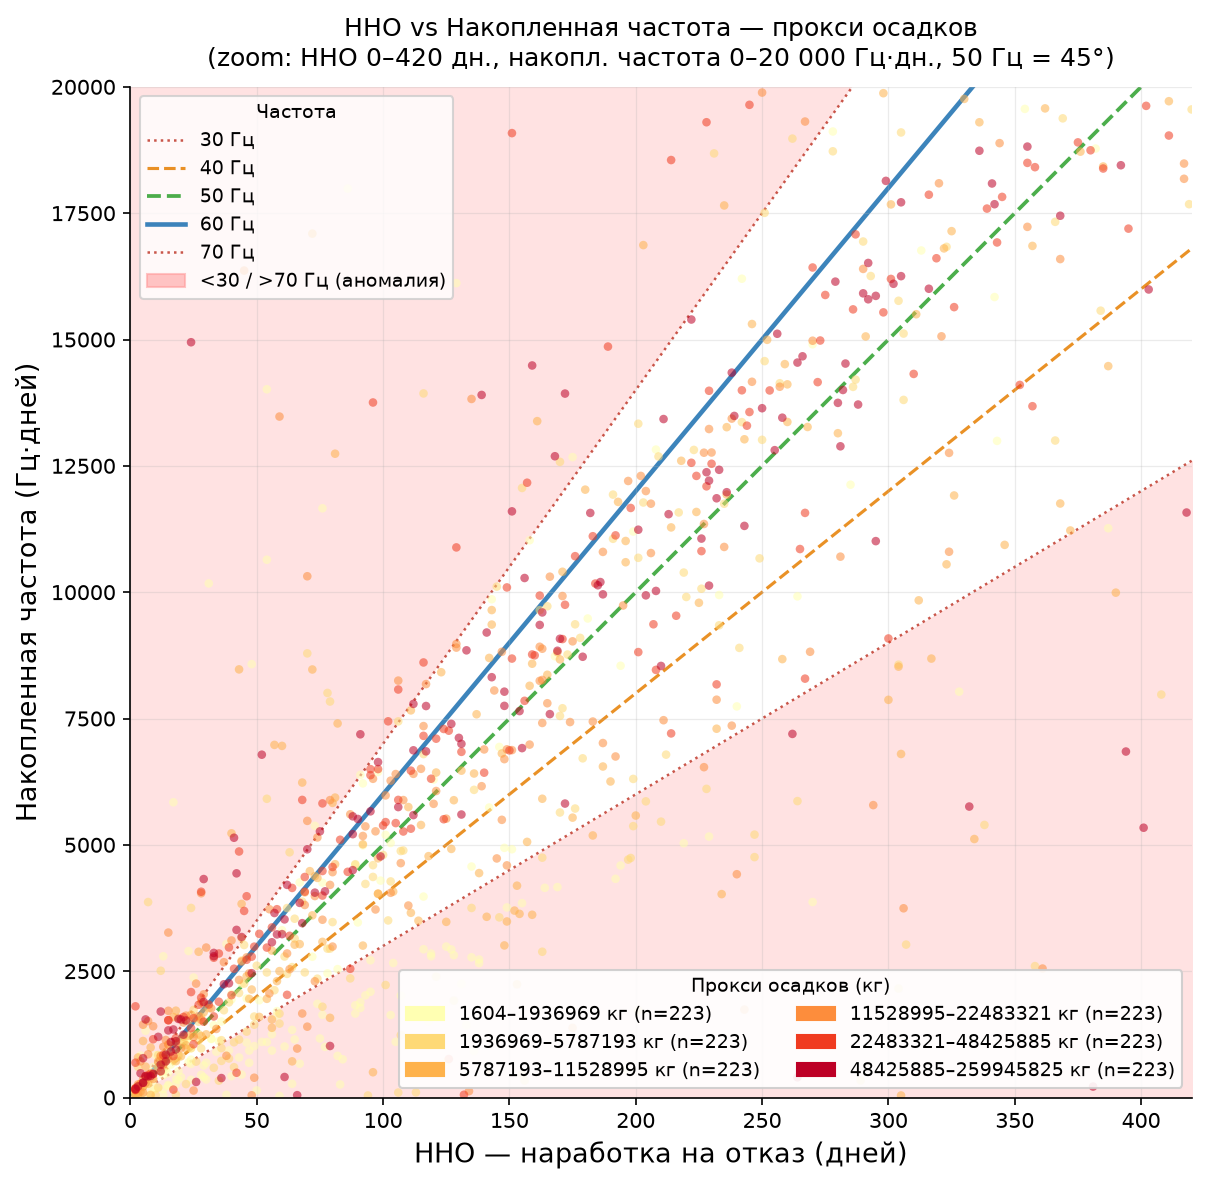 ННО vs Накопленная частота — прокси осадков
(zoom: ННО 0–420 дн., накопл. частота 0–20 000 Гц·дн., 50 Гц = 45°)
Накопленная частота (Гц·дней)
20000
17500
15000
12500
10000
7500
5000
2500
0
Частота
30 Гц
40 Гц
50 Гц
60 Гц
70 Гц
<30 / >70 Гц (аномалия)
Прокси осадков (кг)
1604–1936969 кг (n=223)
1936969–5787193 кг (n=223)
5787193–11528995 кг (n=223)
11528995–22483321 кг (n=223)
22483321–48425885 кг (n=223)
48425885–259945825 кг (n=223)
0 50 100 150 200 250 300 350 400
ННО — наработка на отказ (дней)